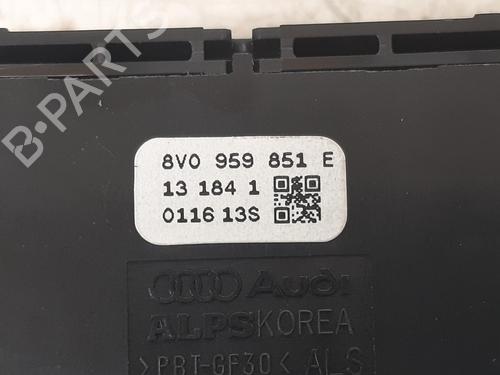 B-PARTS
8V0 959 851 E
13 184 1
0116 13S
Audi
ALPSKOREA
>PBT-GF30< ALS